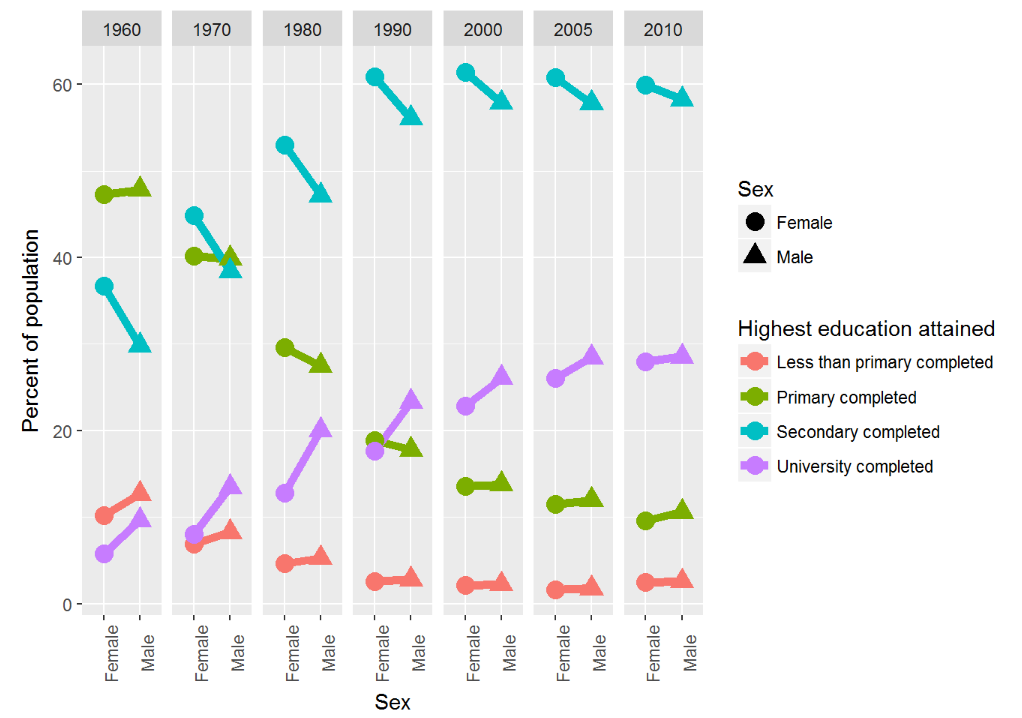 1960 1970 1980 1990 2000 2005 2010
60
40
20
0
Percent of population
Female Male Female Male Female Male Female Male Female Male Female Male Female Male
Sex
Sex
Female
Male
Highest education attained
Less than primary completed
Primary completed
Secondary completed
University completed